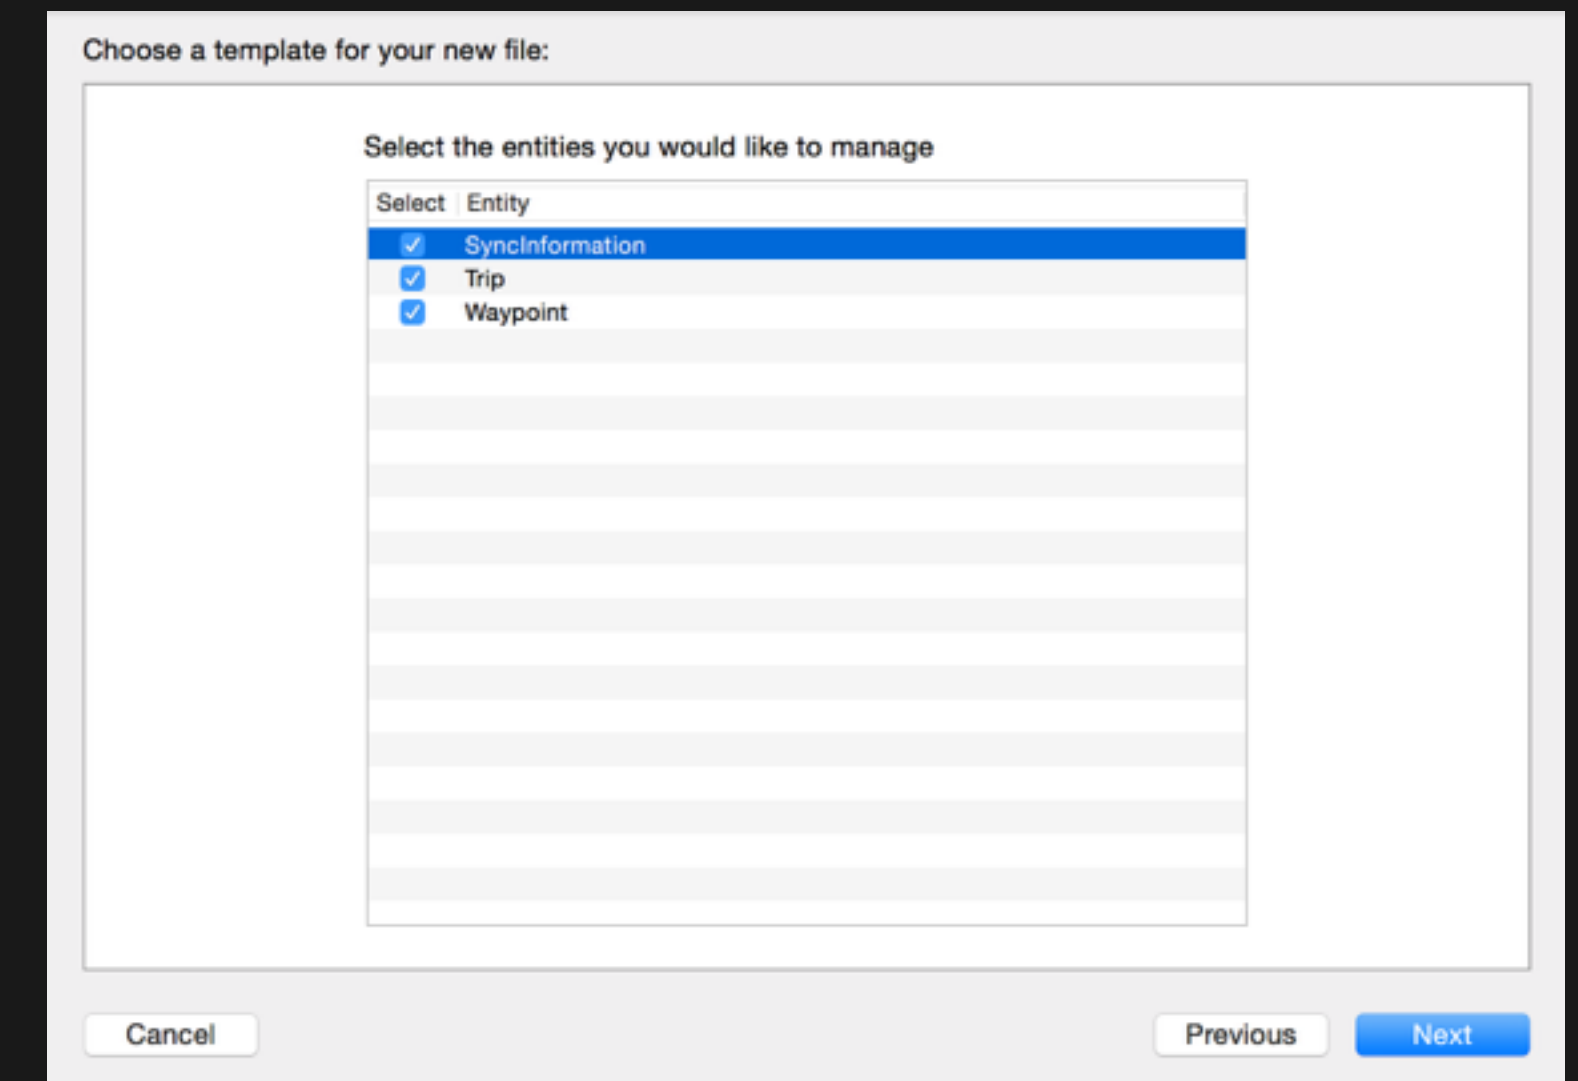 Choose a template for your new file:
Select the entities you would like to manage
Select Entity
SyncInformation
Trip
Waypoint
Cancel Previous Next